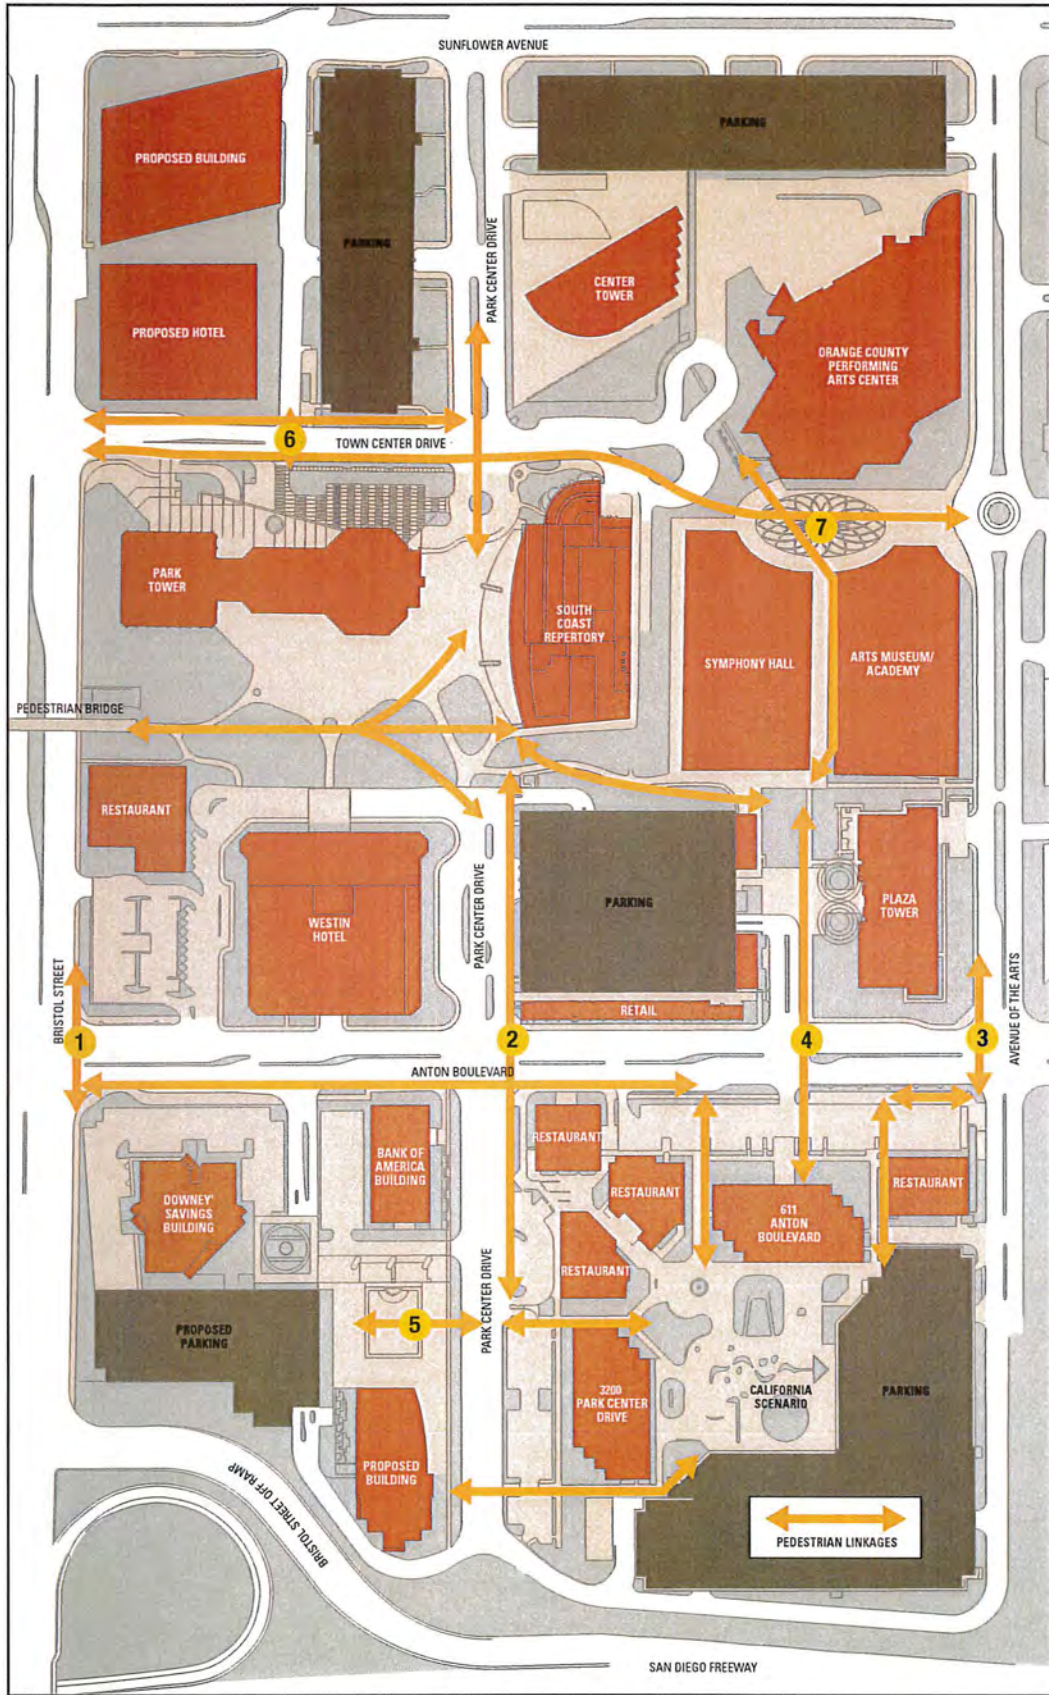 SUNFLOWER AVENUE
PARKING
PROPOSED BUILDING
PARKING
PARK CENTER DRIVE
CENTER
TOWER
PROPOSED HOTEL
ORANGE COUNTY
PERFORMING
ARTS CENTER
6
TOWN CENTER DRIVE
7
PARK
TOWER
SOUTH
COAST
REPERTORY
SYMPHONY HALL
ARTS MUSEUM/
ACADEMY
PEDESTRIAN BRIDGE
RESTAURANT
WESTIN
HOTEL
PARK CENTER DRIVE
PARKING
PLAZA
TOWER
RETAIL
BRISTOL STREET
AVENUE OF THE ARTS
1
2
4
3
ANTON BOULEVARD
BANK OF
AMERICA
BUILDING
RESTAURANT
DOWNEY'
SAVINGS
BUILDING
RESTAURANT
611
ANTON
BOULEVARD
RESTAURANT
RESTAURANT
PARK CENTER DRIVE
5
PROPOSED
PARKING
3200
PARK CENTER
DRIVE
CALIFORNIA
SCENARIO
PARKING
PROPOSED
BUILDING
BRISTOL STREET OFF RAMP
PEDESTRIAN LINKAGES
SAN DIEGO FREEWAY